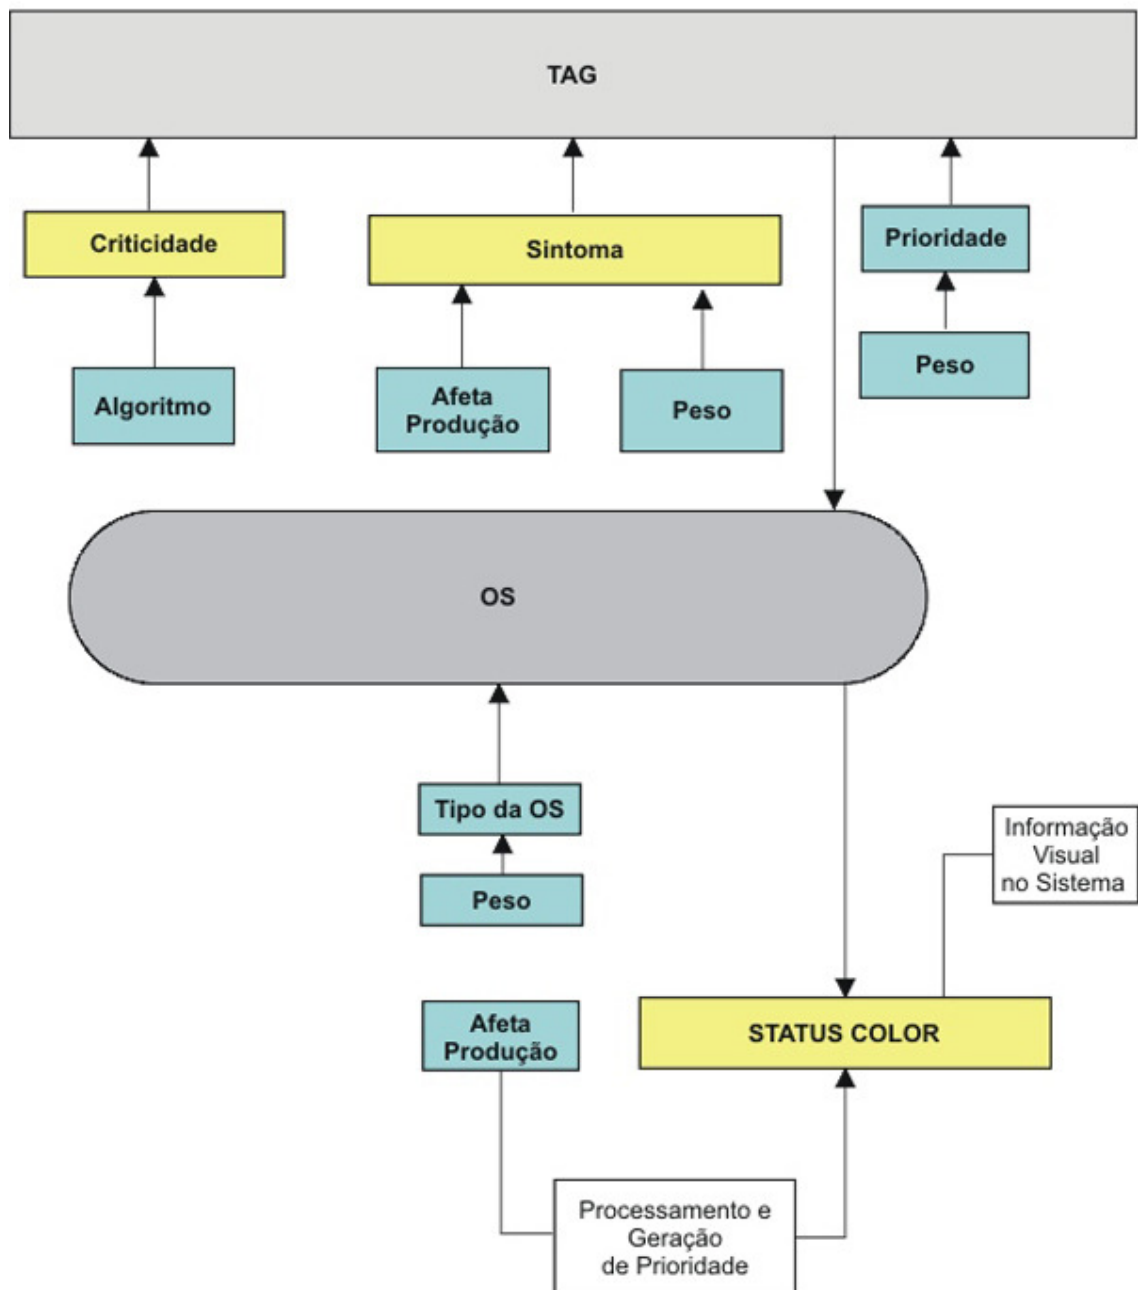 TAG
Criticidade
Sintoma
Prioridade
Algoritmo
Afeta
Produção
Peso
Peso
OS
Tipo da OS
Peso
Informação
Visual
no Sistema
Afeta
Produção
STATUS COLOR
Processamento e
Geração
de Prioridade